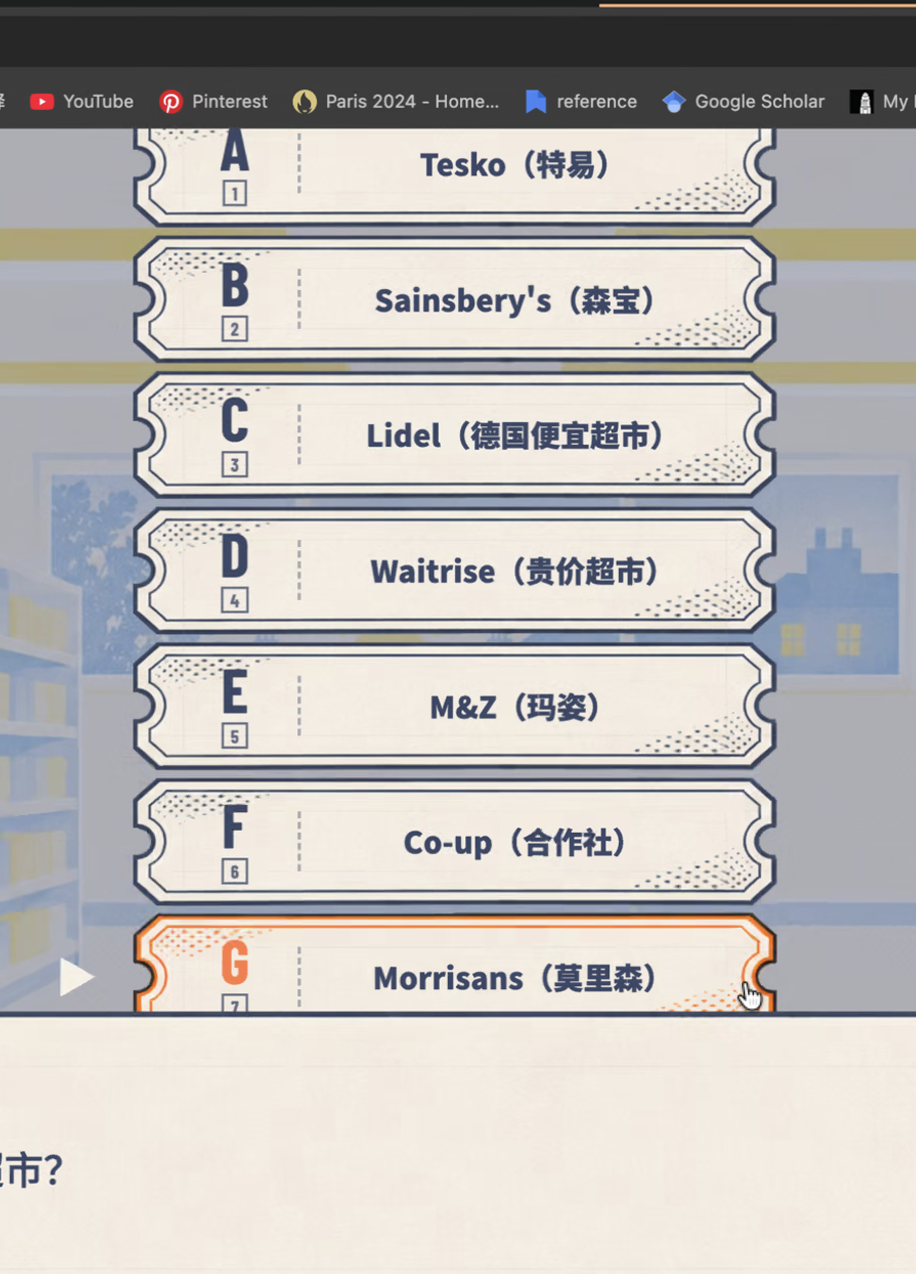 YouTube Pinterest Paris 2024 - Home... reference Google Scholar My
A
1
Tesko（特易）
B
2
Sainsbery's（森宝）
C
3
Lidel（德国便宜超市）
D
4
Waitrise（贵价超市）
E
5
M&Z（玛姿）
F
6
Co-up（合作社）
G
7
Morrisans（莫里森）
市？